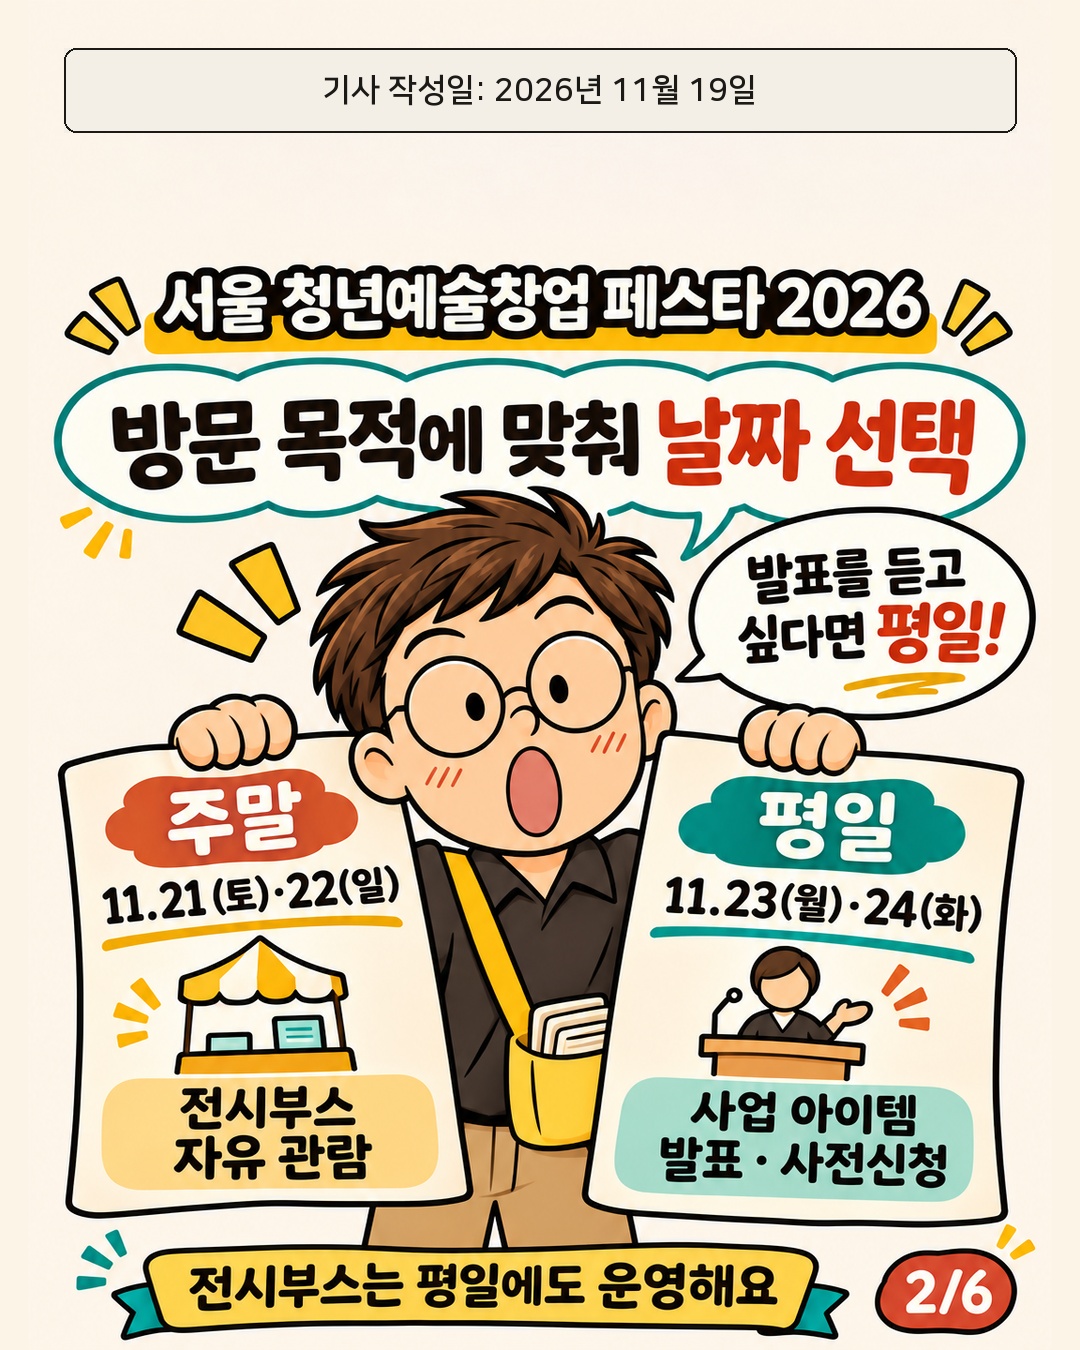 기사 작성일: 2026년 11월 19일
서울 청년예술창업 페스타 2026
방문 목적에 맞춰 날짜 선택
발표를 듣고
싶다면 평일!
주말
11.21(토)·22(일)
전시부스
자유 관람
평일
11.23(월)·24(화)
사업 아이템
발표·사전신청
전시부스는 평일에도 운영해요
2/6